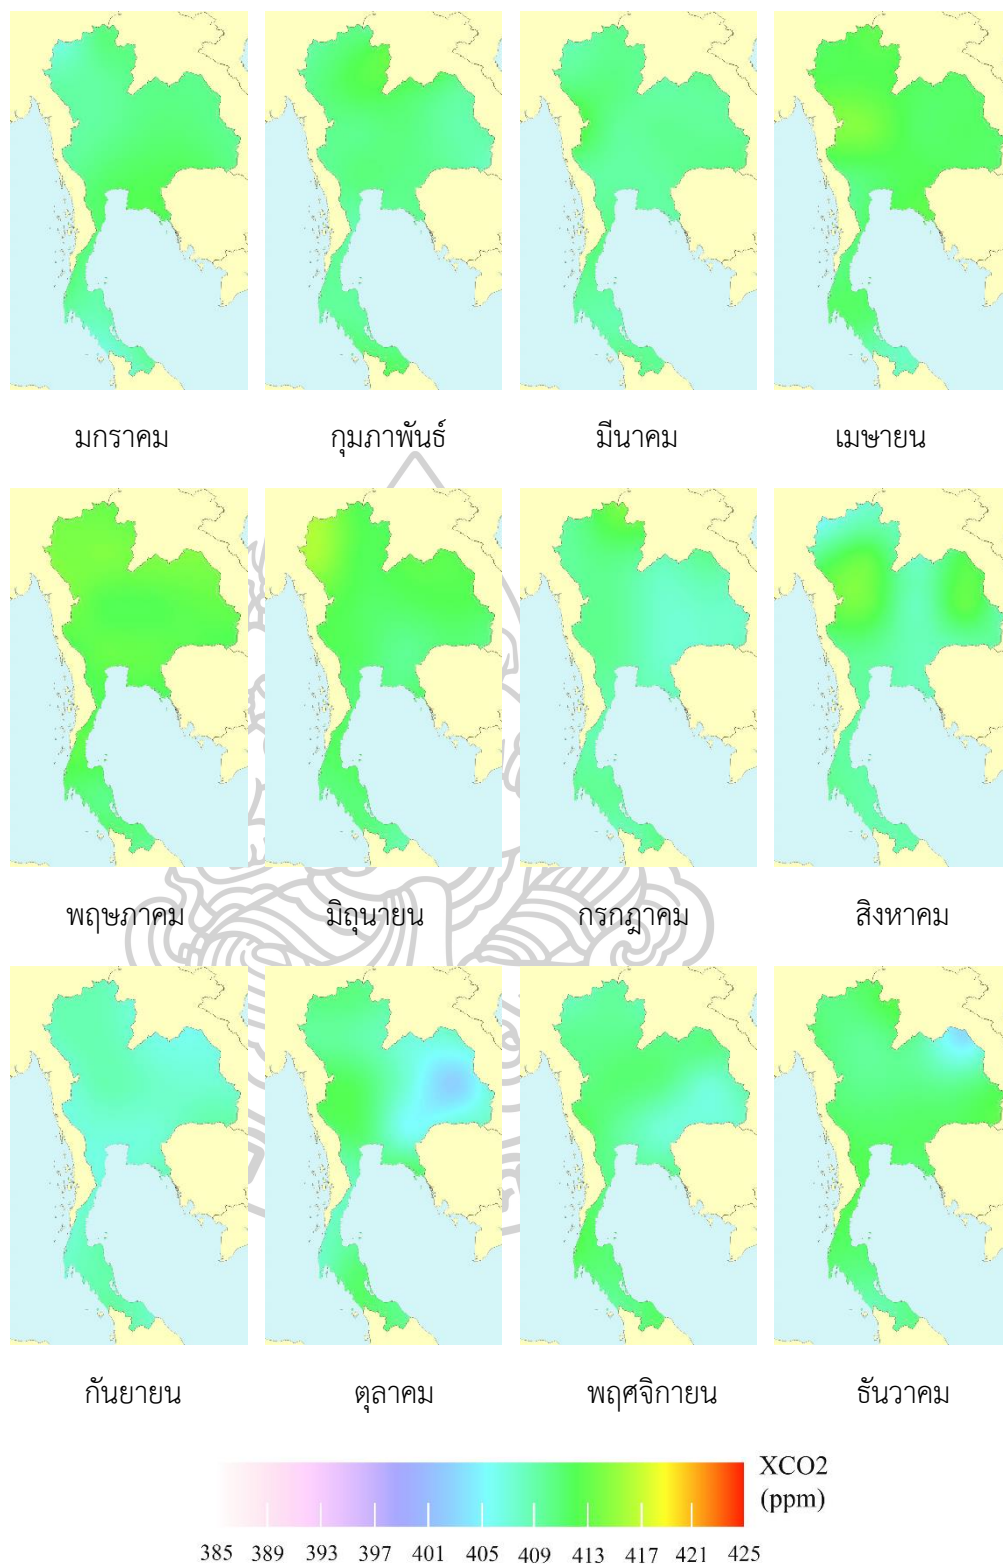 มกราคม กุมภาพันธ์ มีนาคม เมษายน
พฤษภาคม มิถุนายน กรกฎาคม สิงหาคม
กันยายน ตุลาคม พฤศจิกายน ธันวาคม
XCO2
(ppm)
385 389 393 397 401 405 409 413 417 421 425